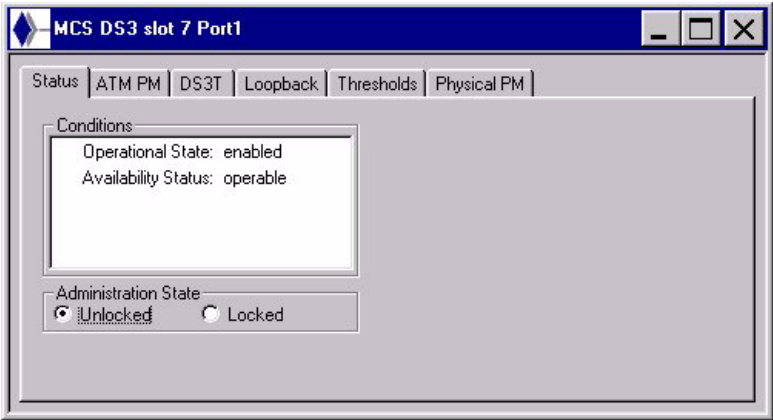 MCS DS3 slot 7 Port1
Status ATM PM DS3T Loopback Thresholds Physical PM
Conditions
Operational State: enabled
Availability Status: operable
Administration State
Unlocked Locked